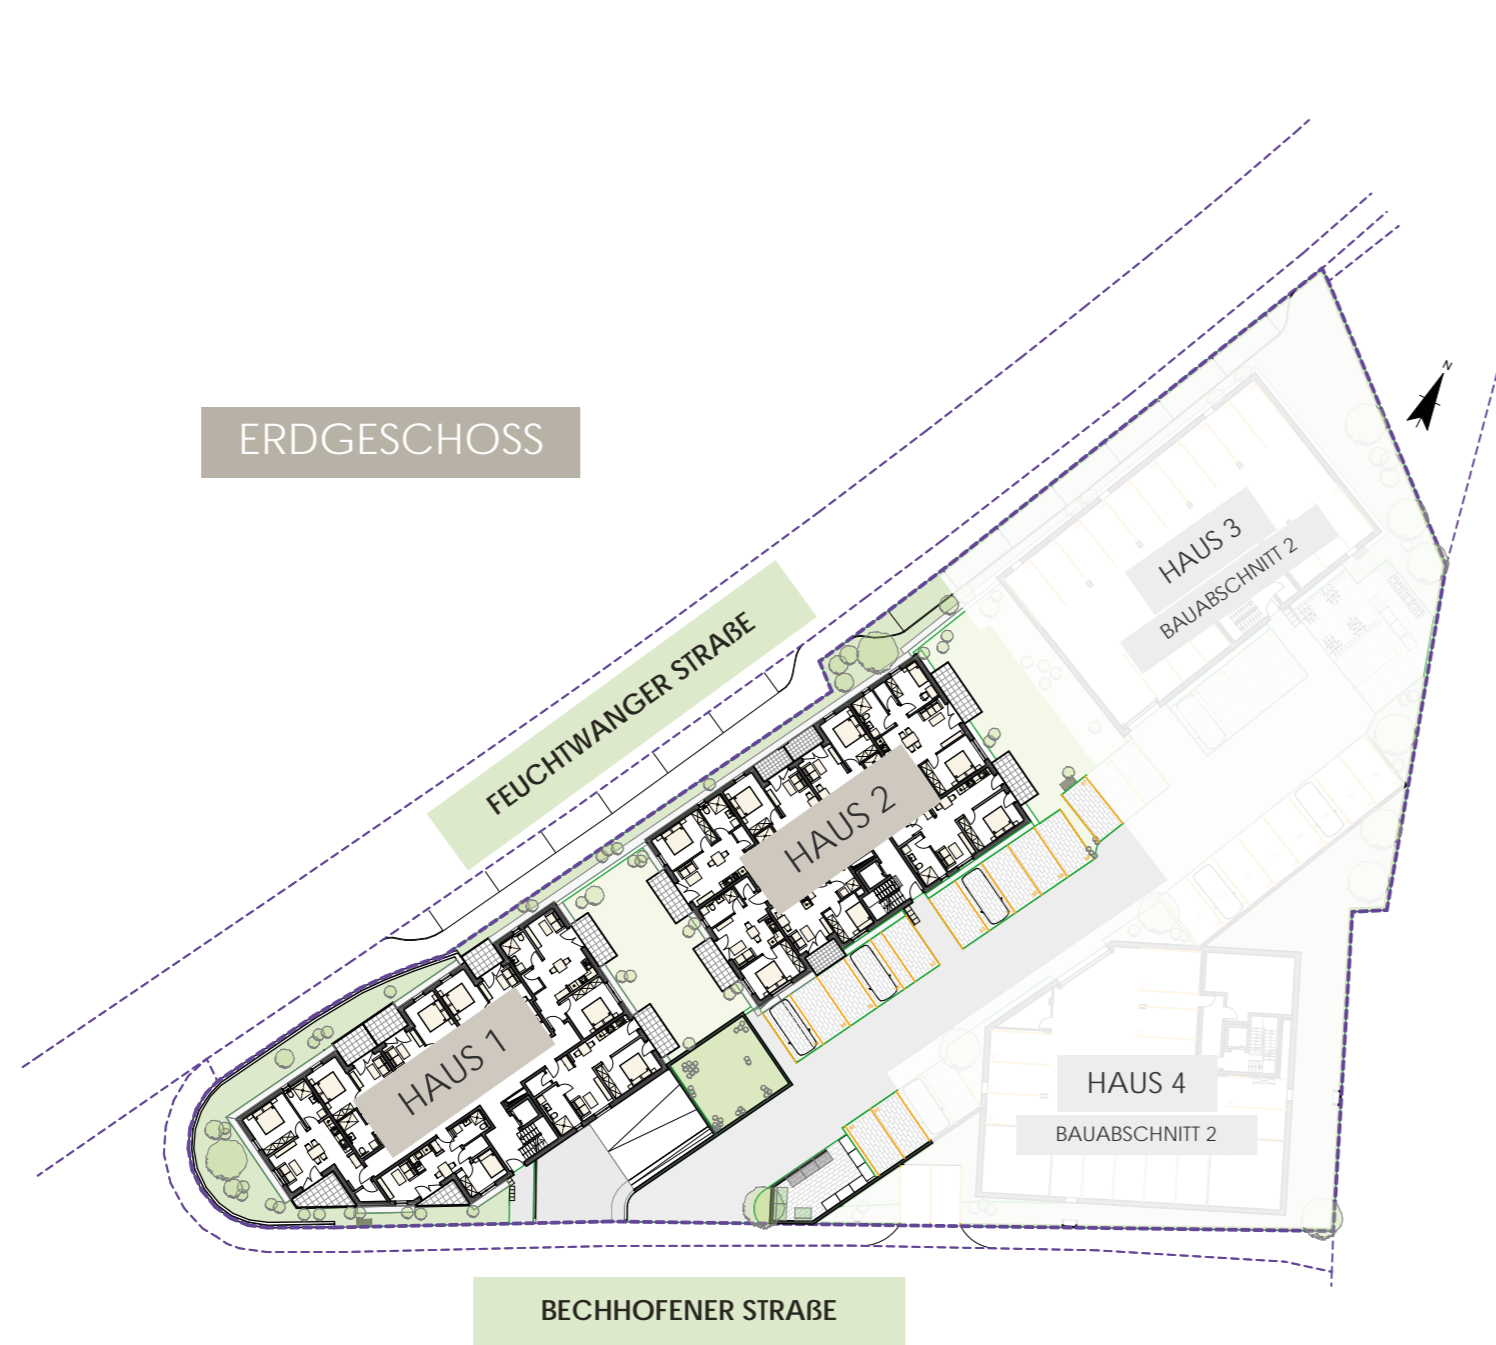 N
ERDGESCHOSS
HAUS 3
BAUABSCHNITT 2
FEUCHTWANGER STRAßE
HAUS 2
HAUS 1
HAUS 4
BAUABSCHNITT 2
BECHHOFENER STRAßE